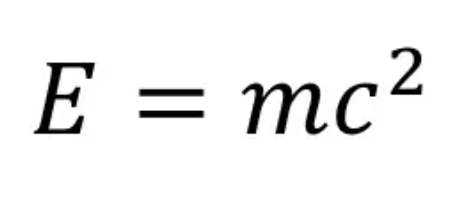 E = mc²